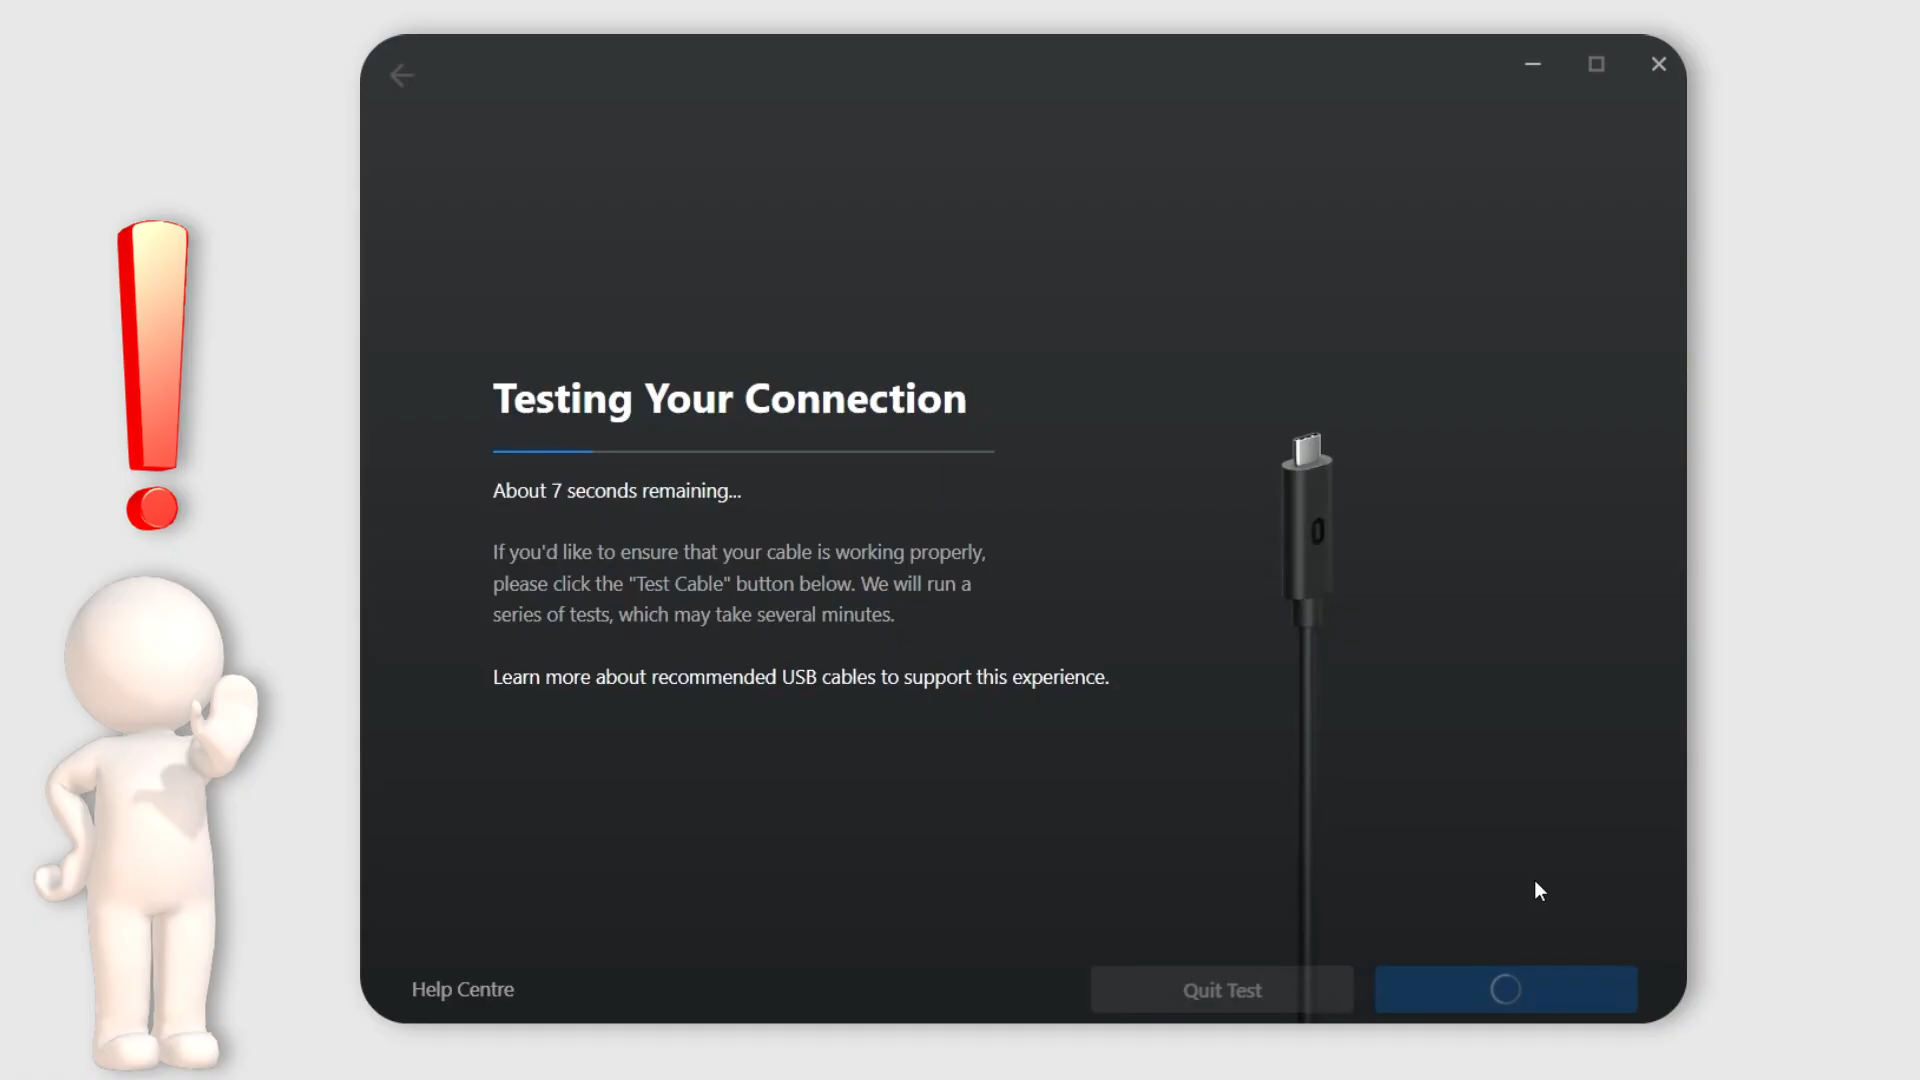 Testing Your Connection
About 7 seconds remaining...
If you'd like to ensure that your cable is working properly,
please click the "Test Cable" button below. We will run a
series of tests, which may take several minutes.
Learn more about recommended USB cables to support this experience.
Help Centre
Quit Test